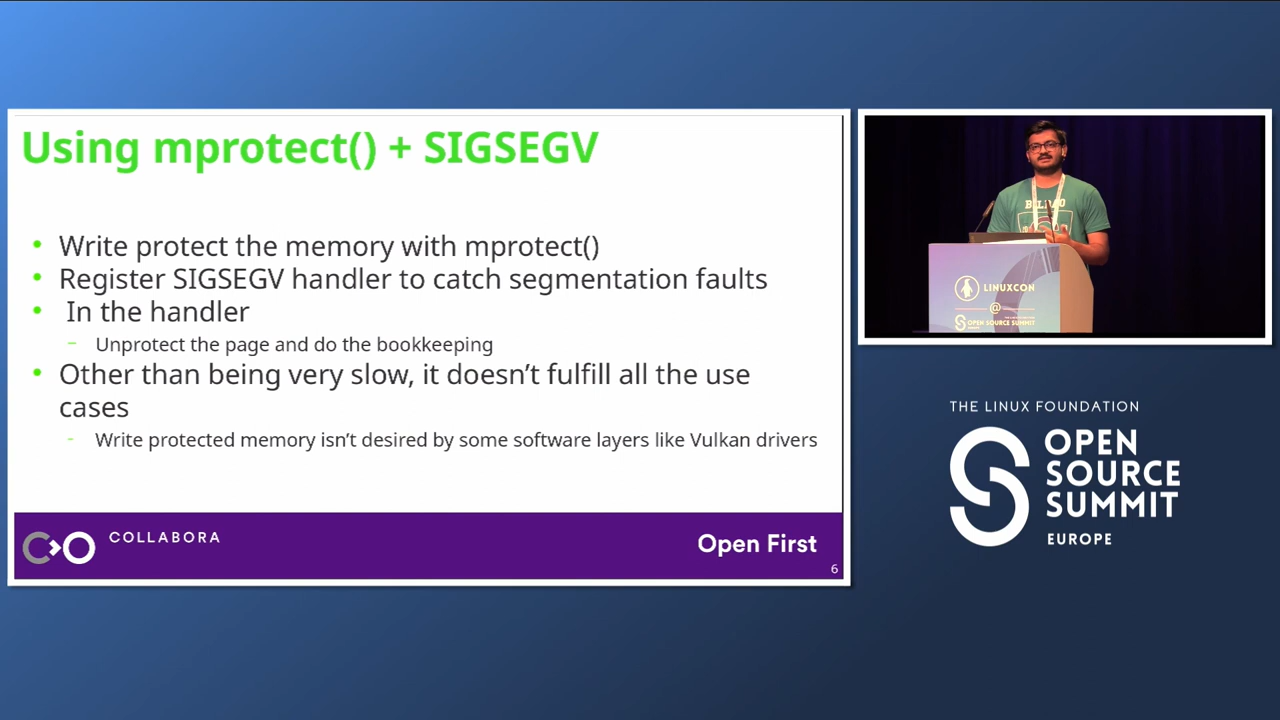 Using mprotect() + SIGSEGV
• Write protect the memory with mprotect()
• Register SIGSEGV handler to catch segmentation faults
• In the handler
– Unprotect the page and do the bookkeeping
• Other than being very slow, it doesn’t fulfill all the use
cases
– Write protected memory isn’t desired by some software layers like Vulkan drivers
COLLABORA
Open First
6
LINUXCON
@
OPEN SOURCE SUMMIT
THE LINUX FOUNDATION
OPEN
SOURCE
SUMMIT
EUROPE